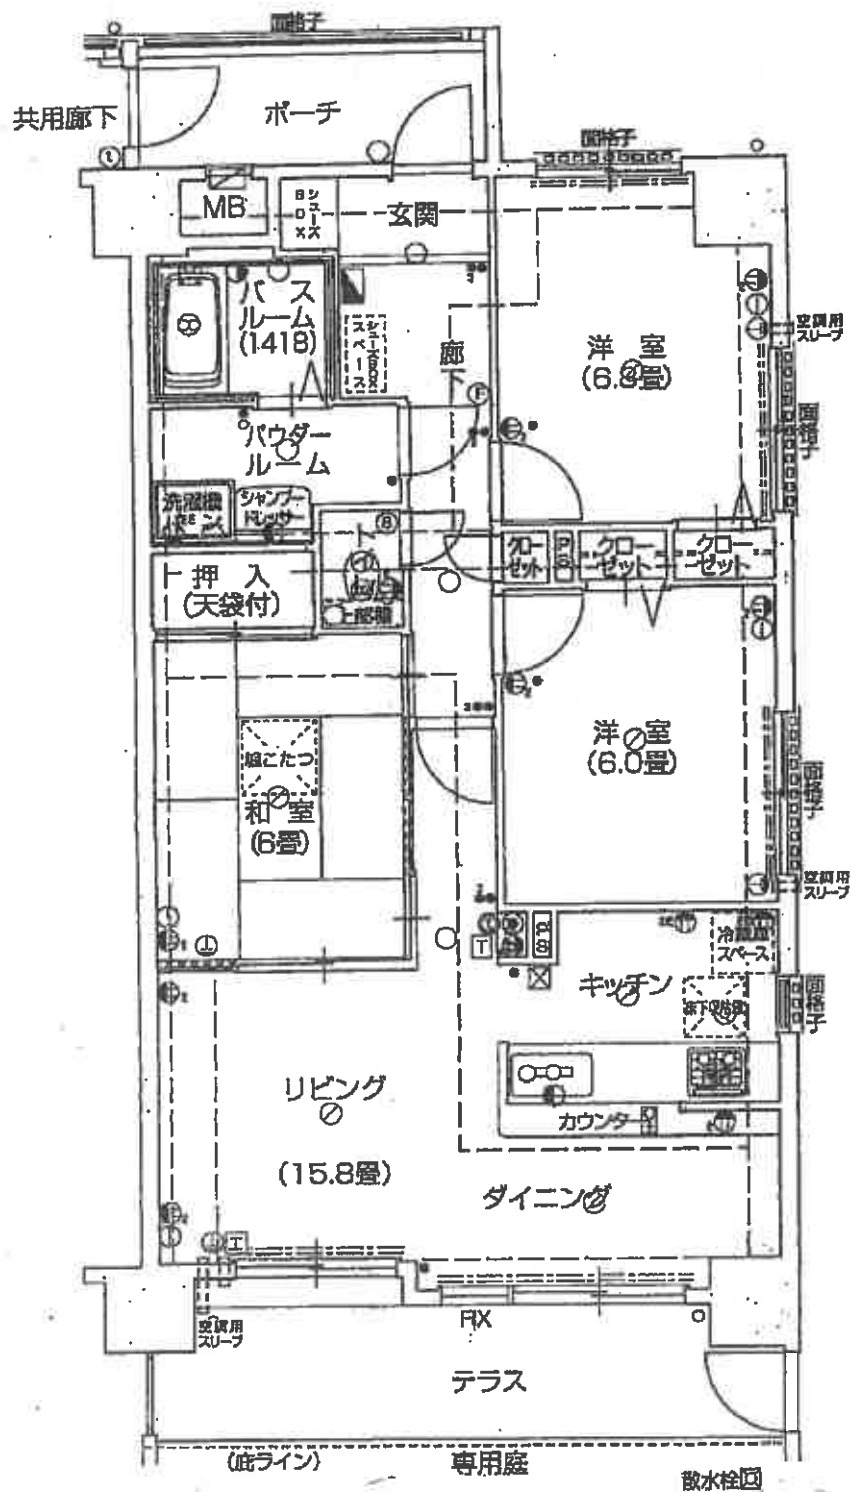 面格子
共用廊下
ポーチ
面格子
MB
シューズ
BOX
玄関
バス
ルーム
(1418)
シューズBOX
スペース
廊下
洋室
空調用
スリーブ
面格子
パウダー
ルーム
洗濯機
シャンプー
ドレッサー
押入
(天袋付)
トイレ
上部棚
クロー
ゼット
PS
クロー
ゼット
クロー
ゼット
洋室
(6.0畳)
面格子
空調用
スリーブ
掘こたつ
和室
(6畳)
PS
冷蔵庫
スペース
キッチン
床下収納
面格子
リビング
(15.8畳)
カウンター
ダイニング
空調用
スリーブ
FIX
テラス
(庇ライン)
専用庭
散水栓